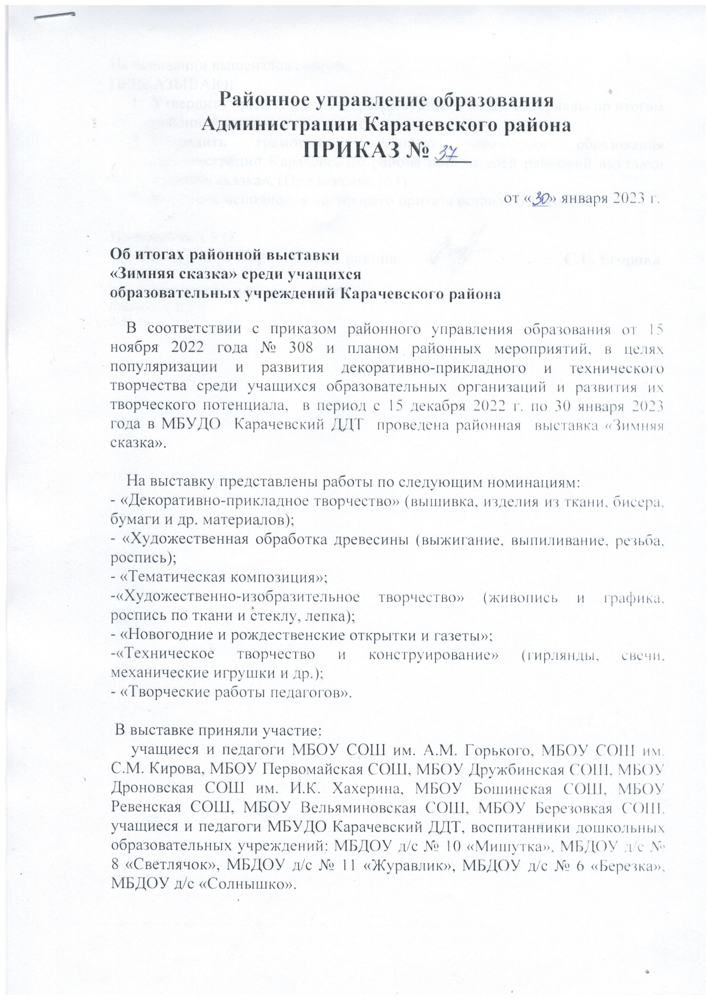 Районное управление образования
Администрации Карачевского района
ПРИКАЗ № 37
от «30» января 2023 г.
Об итогах районной выставки
«Зимняя сказка» среди учащихся
образовательных учреждений Карачевского района
В соответствии с приказом районного управления образования от 15
ноября 2022 года № 308 и планом районных мероприятий, в целях
популяризации и развития декоративно-прикладного и технического
творчества среди учащихся образовательных организаций и развития их
творческого потенциала, в период с 15 декабря 2022 г. по 30 января 2023
года в МБУДО Карачевский ДДТ проведена районная выставка «Зимняя
сказка».
На выставку представлены работы по следующим номинациям:
- «Декоративно-прикладное творчество» (вышивка, изделия из ткани, бисера,
бумаги и др. материалов);
- «Художественная обработка древесины (выжигание, выпиливание, резьба,
роспись);
- «Тематическая композиция»;
-«Художественно-изобразительное творчество» (живопись и графика,
роспись по ткани и стеклу, лепка);
- «Новогодние и рождественские открытки и газеты»;
-«Техническое творчество и конструирование» (гирлянды, свечи,
механические игрушки и др.);
- «Творческие работы педагогов».
В выставке приняли участие:
учащиеся и педагоги МБОУ СОШ им. А.М. Горького, МБОУ СОШ им.
С.М. Кирова, МБОУ Первомайская СОШ, МБОУ Дружбинская СОШ, МБОУ
Дроновская СОШ им. И.К. Хахерина, МБОУ Бошинская СОШ, МБОУ
Ревенская СОШ, МБОУ Вельяминовская СОШ, МБОУ Березовкая СОШ,
учащиеся и педагоги МБУДО Карачевский ДДТ, воспитанники дошкольных
образовательных учреждений: МБДОУ д/с № 10 «Мишутка», МБДОУ д/с №
8 «Светлячок», МБДОУ д/с № 11 «Журавлик», МБДОУ д/с № 6 «Березка»,
МБДОУ д/с «Солнышко».